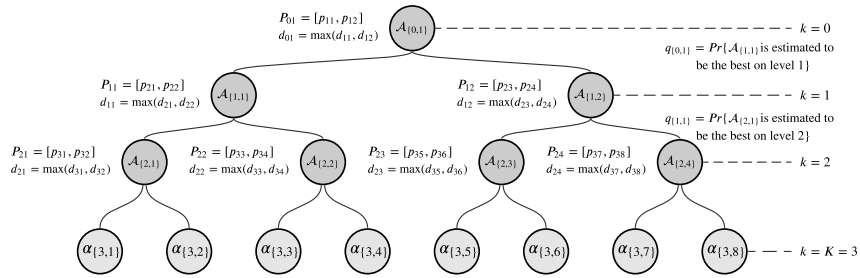 P₀₁ = [p₁₁, p₁₂]
d₀₁ = max(d₁₁, d₁₂)
𝒜{0,1}
k = 0
q{0,1} = Pr{𝒜{1,1} is estimated to
be the best on level 1}
P₁₁ = [p₂₁, p₂₂]
d₁₁ = max(d₂₁, d₂₂)
𝒜{1,1}
P₁₂ = [p₂₃, p₂₄]
d₁₂ = max(d₂₃, d₂₄)
𝒜{1,2}
k = 1
q{1,1} = Pr{𝒜{2,1} is estimated to
be the best on level 2}
P₂₁ = [p₃₁, p₃₂]
d₂₁ = max(d₃₁, d₃₂)
𝒜{2,1}
P₂₂ = [p₃₃, p₃₄]
d₂₂ = max(d₃₃, d₃₄)
𝒜{2,2}
P₂₃ = [p₃₅, p₃₆]
d₂₃ = max(d₃₅, d₃₆)
𝒜{2,3}
P₂₄ = [p₃₇, p₃₈]
d₂₄ = max(d₃₇, d₃₈)
𝒜{2,4}
k = 2
α{3,1}
α{3,2}
α{3,3}
α{3,4}
α{3,5}
α{3,6}
α{3,7}
α{3,8}
k = K = 3